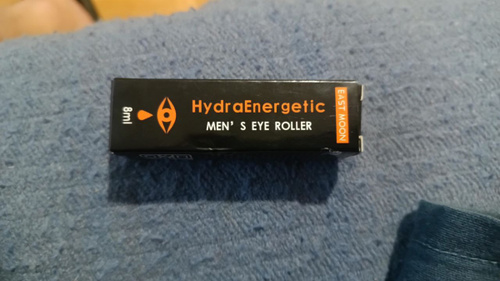 8ml
HydraEnergetic
MEN' S EYE ROLLER
EAST MOON